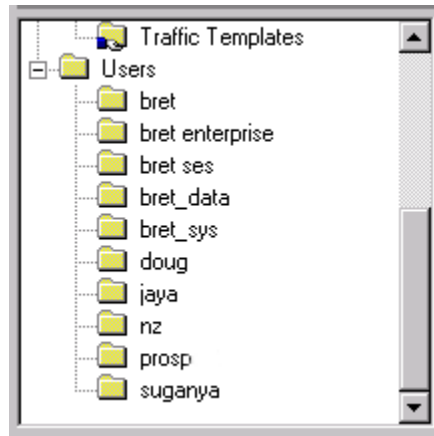 Traffic Templates
Users
bret
bret enterprise
bret ses
bret_data
bret_sys
doug
jaya
nz
prosp
suganya